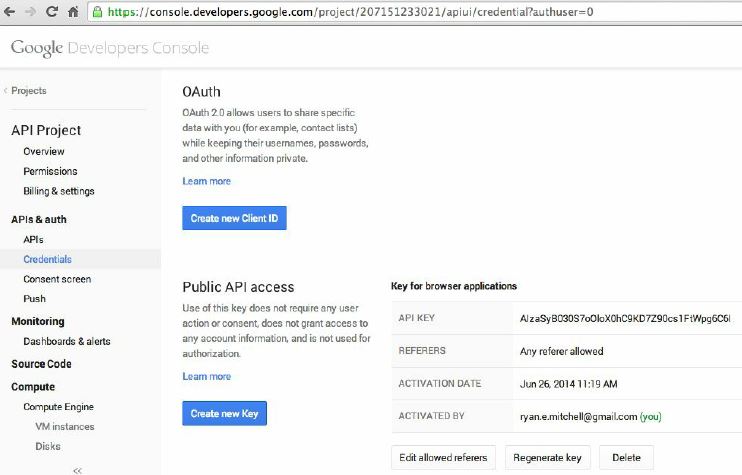 https://console.developers.google.com/project/207151233021/apiui/credential?authuser=0
Google Developers Console
Projects
API Project
Overview
Permissions
Billing & settings
APIs & auth
APIs
Credentials
Consent screen
Push
Monitoring
Dashboards & alerts
Source Code
Compute
Compute Engine
VM instances
Disks
OAuth
OAuth 2.0 allows users to share specific
data with you (for example, contact lists)
while keeping their usernames, passwords,
and other information private.
Learn more
Create new Client ID
Public API access
Use of this key does not require any user
action or consent, does not grant access to
any account information, and is not used for
authorization.
Learn more
Create new Key
Key for browser applications
API KEY
REFERERS Any referer allowed
ACTIVATION DATE Jun 26, 2014 11:19 AM
ACTIVATED BY ryan.e.mitchell@gmail.com (you)
Edit allowed referers Regenerate key Delete